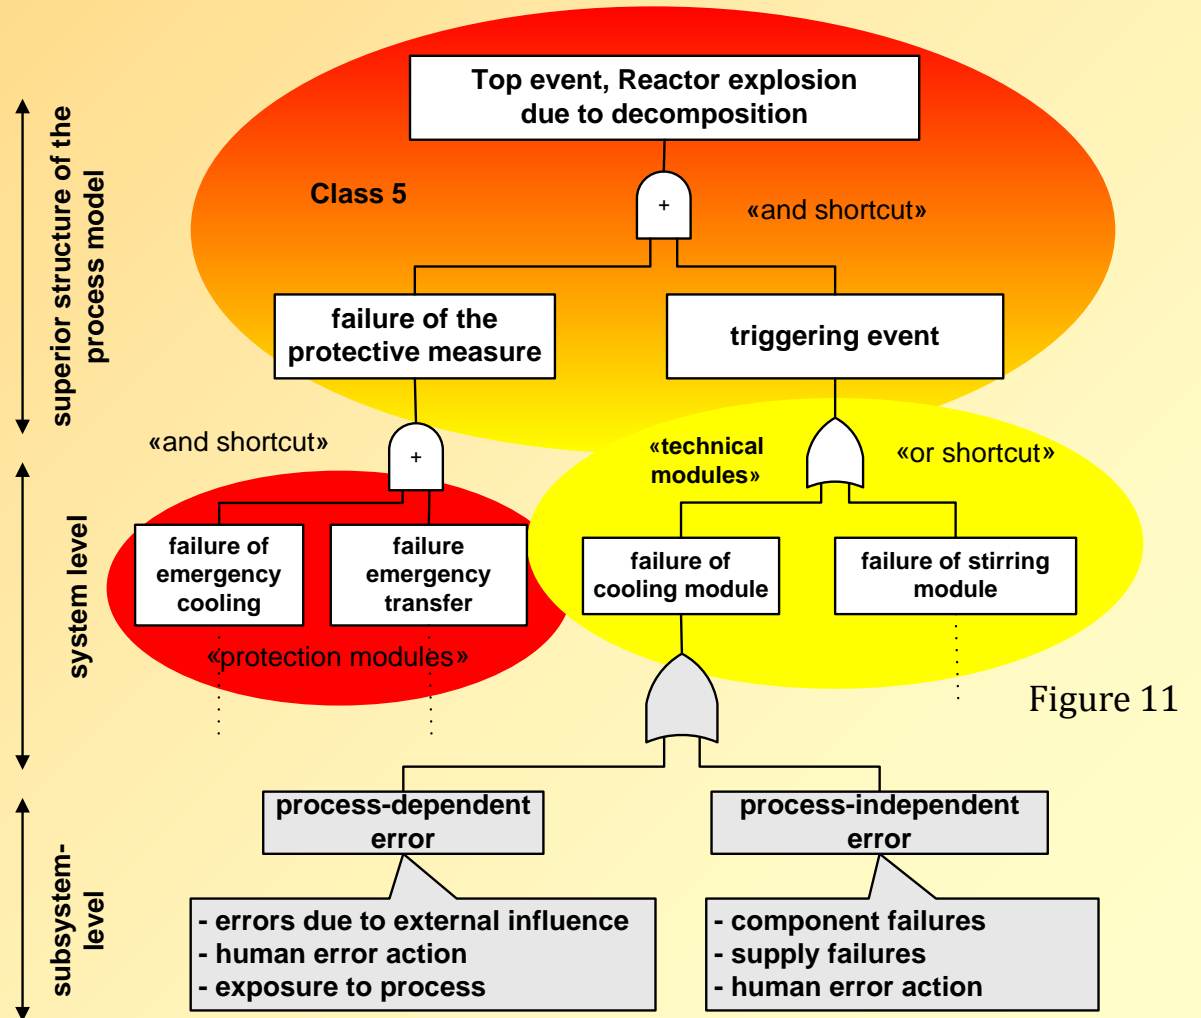 Top event, Reactor explosion
due to decomposition
superior structure of the
process model
Class 5
+
«and shortcut»
failure of the
protective measure
triggering event
«and shortcut»
+
«technical
modules»
«or shortcut»
system level
failure of
emergency
cooling
failure
emergency
transfer
failure of
cooling module
failure of stirring
module
«protection modules»
Figure 11
process-dependent
error
process-independent
error
subsystem-
level
- errors due to external influence
- human error action
- exposure to process
- component failures
- supply failures
- human error action